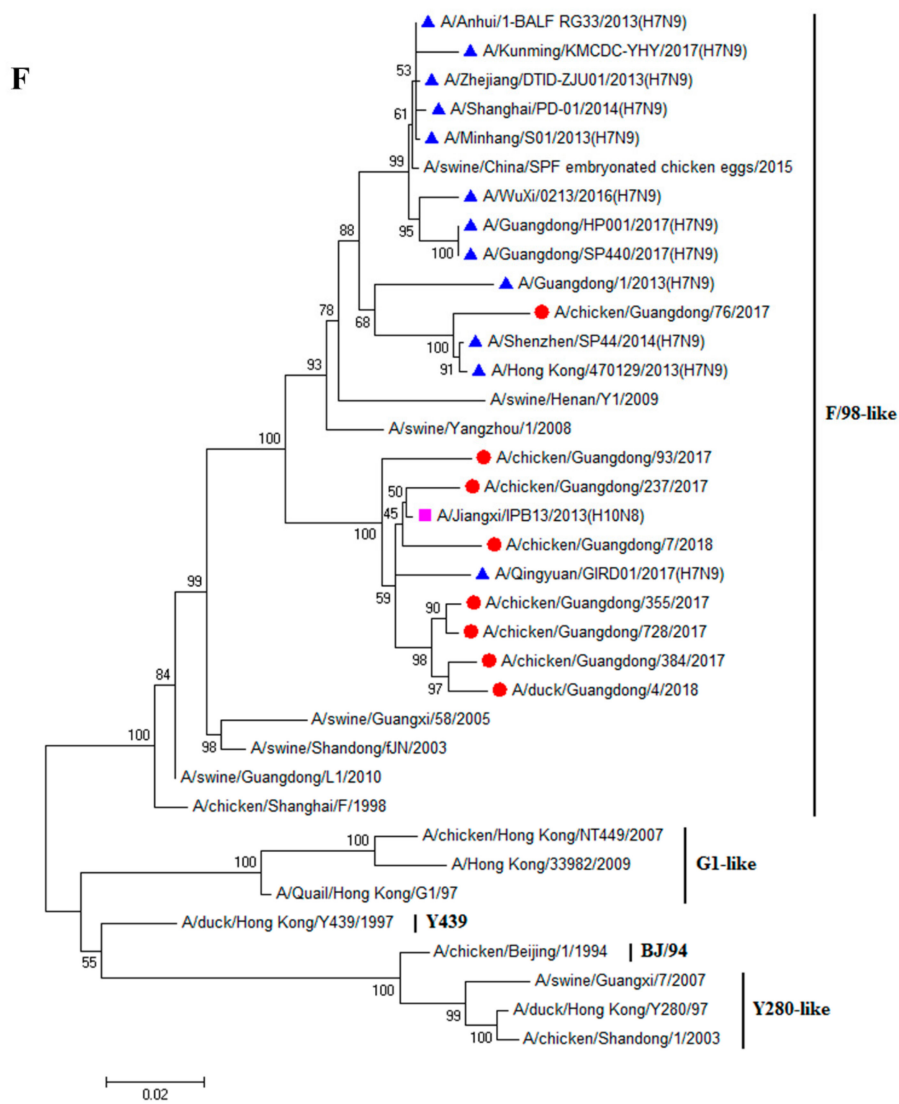 F
A/Anhui/1-BALF RG33/2013(H7N9)
A/Kunming/KMCDC-YHY/2017(H7N9)
53
A/Zhejiang/DTID-ZJU01/2013(H7N9)
A/Shanghai/PD-01/2014(H7N9)
61
A/Minhang/S01/2013(H7N9)
99
A/swine/China/SPF embryonated chicken eggs/2015
A/WuXi/0213/2016(H7N9)
95
A/Guangdong/HP001/2017(H7N9)
88
100
A/Guangdong/SP440/2017(H7N9)
A/Guangdong/1/2013(H7N9)
78
68
A/chicken/Guangdong/76/2017
100
A/Shenzhen/SP44/2014(H7N9)
93
91
A/Hong Kong/470129/2013(H7N9)
A/swine/Henan/Y1/2009
F/98-like
100
A/swine/Yangzhou/1/2008
A/chicken/Guangdong/93/2017
50
A/chicken/Guangdong/237/2017
45
A/Jiangxi/IPB13/2013(H10N8)
100
A/chicken/Guangdong/7/2018
99
59
A/Qingyuan/GIRD01/2017(H7N9)
90
A/chicken/Guangdong/355/2017
A/chicken/Guangdong/728/2017
98
A/chicken/Guangdong/384/2017
84
97
A/duck/Guangdong/4/2018
A/swine/Guangxi/58/2005
100
98
A/swine/Shandong/fJN/2003
A/swine/Guangdong/L1/2010
A/chicken/Shanghai/F/1998
A/chicken/Hong Kong/NT449/2007
100
100
A/Hong Kong/33982/2009
G1-like
A/Quail/Hong Kong/G1/97
A/duck/Hong Kong/Y439/1997
Y439
55
A/chicken/Beijing/1/1994
BJ/94
100
A/swine/Guangxi/7/2007
99
A/duck/Hong Kong/Y280/97
Y280-like
100
A/chicken/Shandong/1/2003
0.02